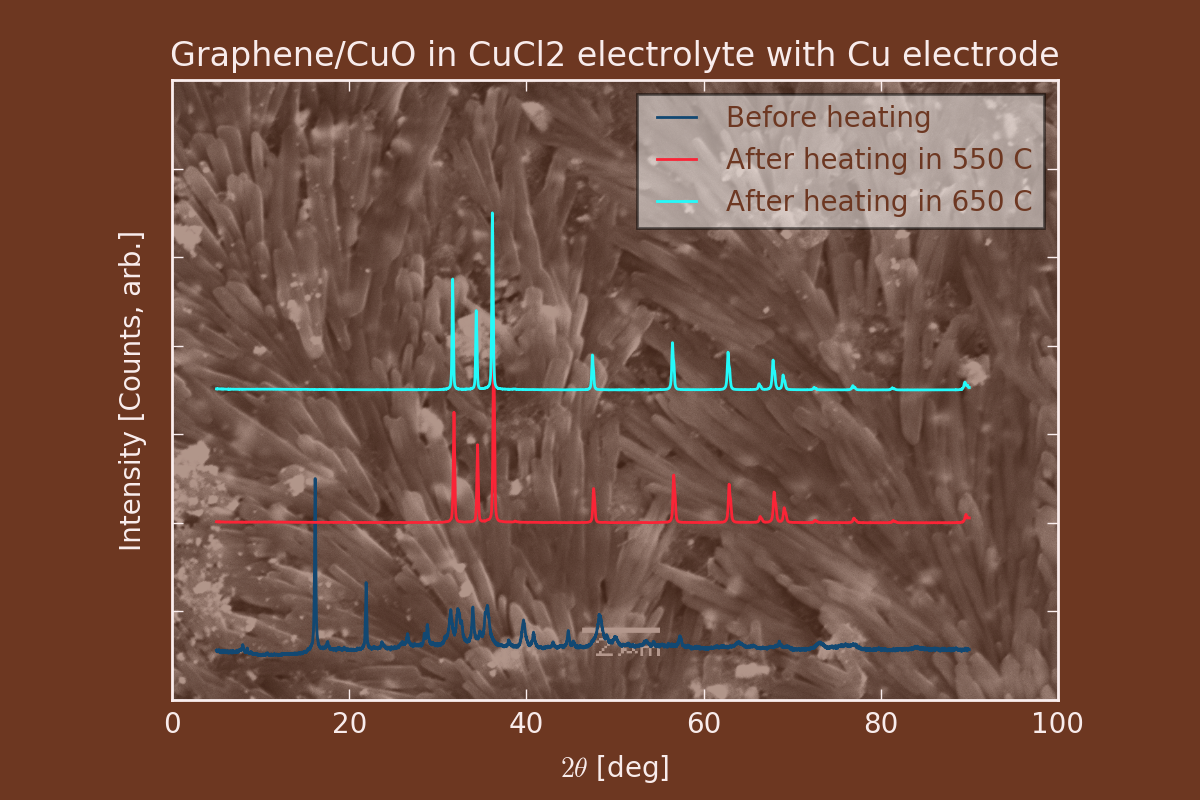 Graphene/CuO in CuCl2 electrolyte with Cu electrode
Before heating
After heating in 550 C
After heating in 650 C
Intensity [Counts, arb.]
0 20 40 60 80 100
2θ [deg]